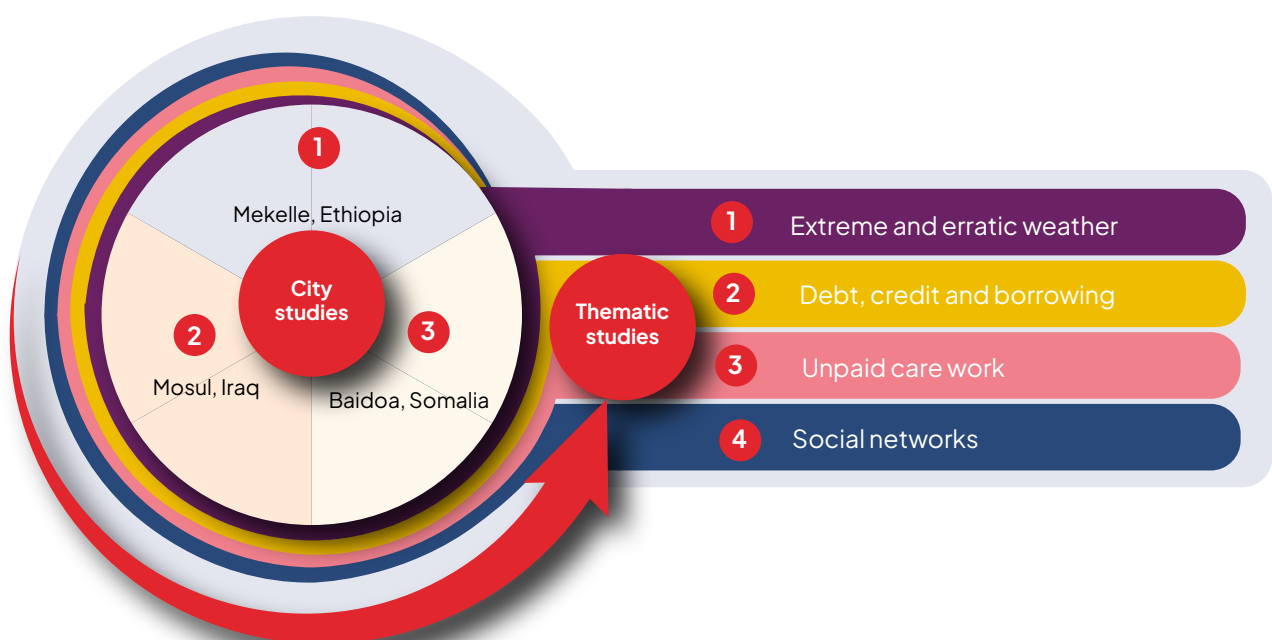 1
Mekelle, Ethiopia
City
studies
2
Mosul, Iraq
3
Baidoa, Somalia
Thematic
studies
1
Extreme and erratic weather
2
Debt, credit and borrowing
3
Unpaid care work
4
Social networks